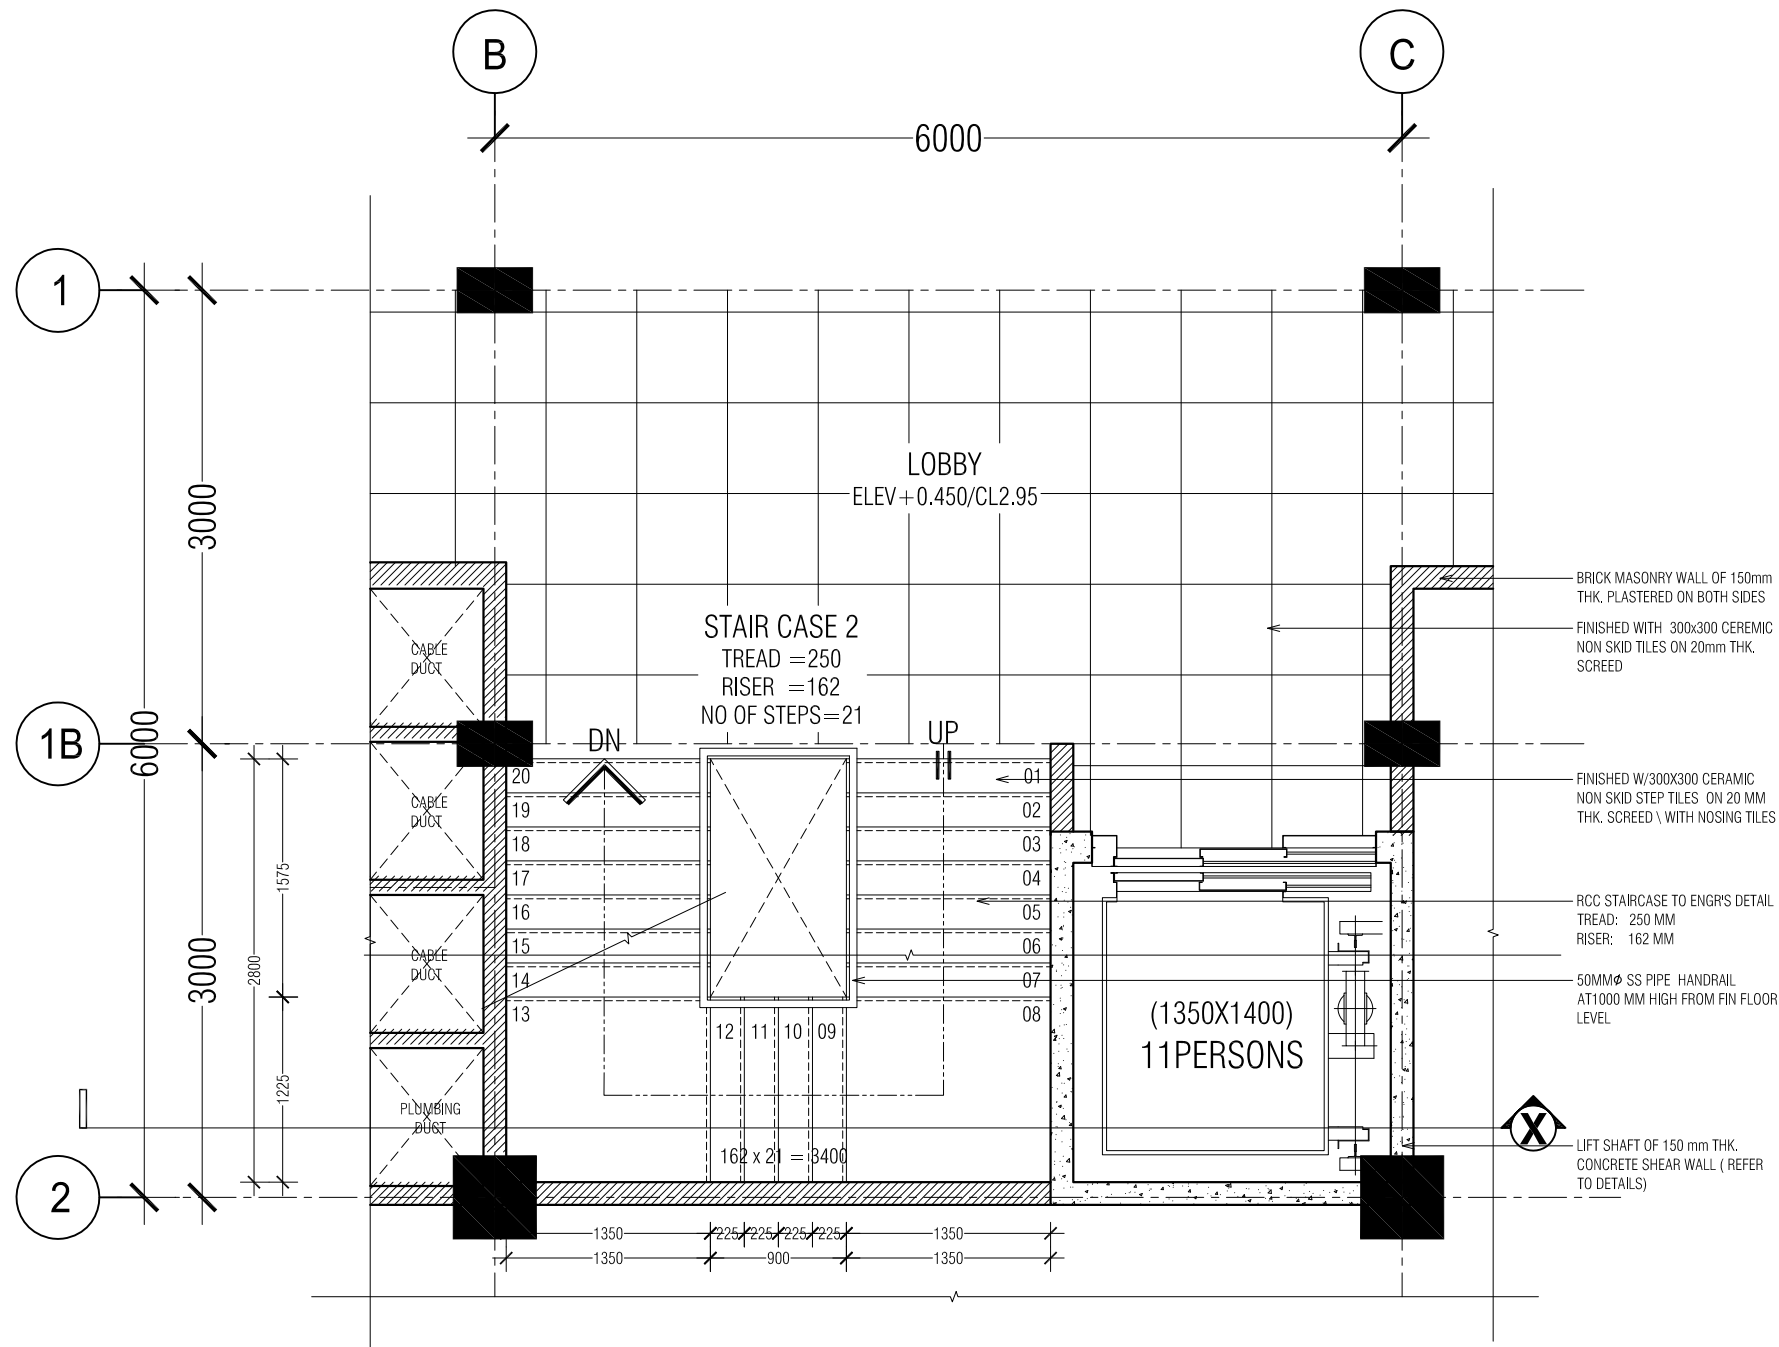 B
C
6000
1
3000
6000
LOBBY
ELEV+0.450/CL2.95
BRICK MASONRY WALL OF 150mm
THK. PLASTERED ON BOTH SIDES
FINISHED WITH 300x300 CEREMIC
NON SKID TILES ON 20mm THK.
SCREED
CABLE
DUCT
STAIR CASE 2
TREAD =250
RISER =162
NO OF STEPS=21
1B
DN
UP
FINISHED W/300X300 CERAMIC
NON SKID STEP TILES ON 20 MM
THK. SCREED \ WITH NOSING TILES
20
19
18
17
16
15
14
13
01
02
03
04
05
06
07
08
12
11
10
09
CABLE
DUCT
CABLE
DUCT
PLUMBING
DUCT
3000
2800
1575
1225
RCC STAIRCASE TO ENGR'S DETAIL
TREAD: 250 MM
RISER: 162 MM
50MMϕ SS PIPE HANDRAIL
AT1000 MM HIGH FROM FIN FLOOR
LEVEL
(1350X1400)
11PERSONS
X
162 x 21 = 3400
LIFT SHAFT OF 150 mm THK.
CONCRETE SHEAR WALL ( REFER
TO DETAILS)
2
1350 225 225 225 225 1350
1350 900 1350